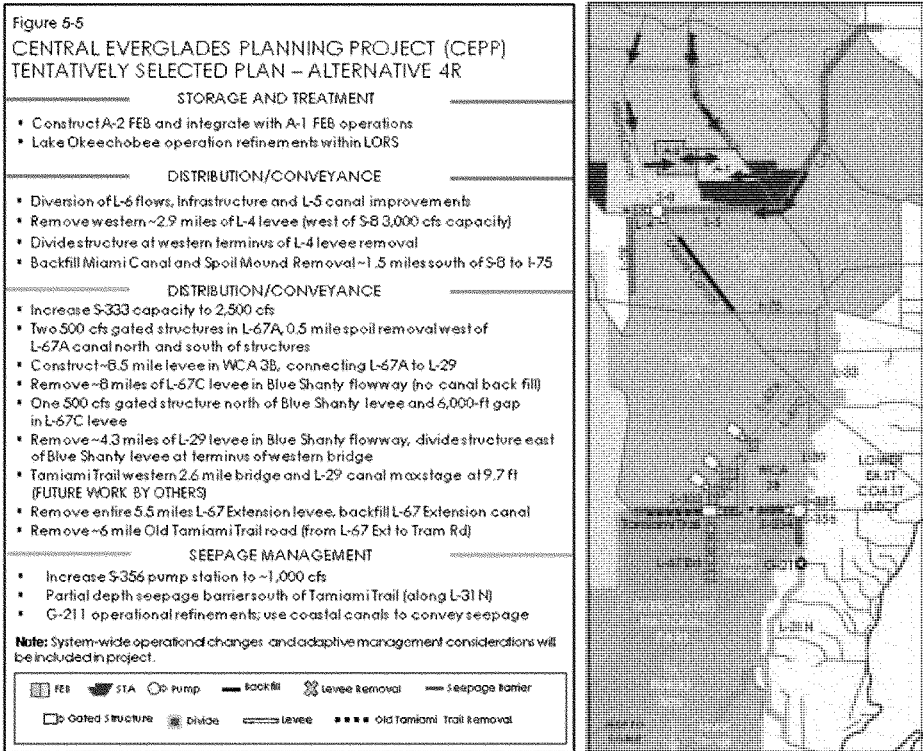 Figure 5-5
CENTRAL EVERGLADES PLANNING PROJECT (CEPP)
TENTATIVELY SELECTED PLAN – ALTERNATIVE 4R
STORAGE AND TREATMENT
• Construct A-2 FEB and integrate with A-1 FEB operations
• Lake Okeechobee operation refinements within LORS
DISTRIBUTION/CONVEYANCE
• Diversion of L-6 flows, Infrastructure and L-5 canal improvements
• Remove western ~2.9 miles of L-4 levee (west of S-8 3,000 cfs capacity)
• Divide structure at western terminus of L-4 levee removal
• Backfill Miami Canal and Spoil Mound Removal ~1.5 miles south of S-8 to I-75
DISTRIBUTION/CONVEYANCE
• Increase S-333 capacity to 2,500 cfs
• Two 500 cfs gated structures in L-67A, 0.5 mile spoil removal west of
L-67A canal north and south of structures
• Construct ~8.5 mile levee in WCA 3B, connecting L-67A to L-29
• Remove ~8 miles of L-67C levee in Blue Shanty flowway (no canal back fill)
• One 500 cfs gated structure north of Blue Shanty levee and 6,000-ft gap
in L-67C levee
• Remove ~4.3 miles of L-29 levee in Blue Shanty flowway, divide structure east
of Blue Shanty levee at terminus of western bridge
• Tamiami Trail western 2.6 mile bridge and L-29 canal max stage at 9.7 ft
(FUTURE WORK BY OTHERS)
• Remove entire 5.5 miles L-67 Extension levee, backfill L-67 Extension canal
• Remove ~6 mile Old Tamiami Trail road (from L-67 Ext to Tram Rd)
SEEPAGE MANAGEMENT
• Increase S-356 pump station to ~1,000 cfs
• Partial depth seepage barrier south of Tamiami Trail (along L-31N)
• G-211 operational refinements; use coastal canals to convey seepage
Note: System-wide operational changes and adaptive management considerations will
be included in project.
FEB STA Pump Backfill Levee Removal Seepage Barrier
Gated Structure Divide Levee Old Tamiami Trail Removal
S-8
L-4
L-5
I-75
WCA
3B
LOWER
EAST
COAST
L-67 Ext
G-211
L-31N